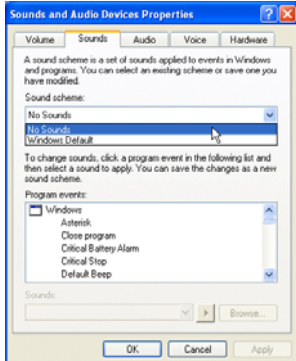 Sounds and Audio Devices Properties
Volume Sounds Audio Voice Hardware
A sound scheme is a set of sounds applied to events in Windows
and programs. You can select an existing scheme or save one you
have modified.
Sound scheme:
No Sounds
No Sounds
Windows Default
To change sounds, click a program event in the following list and
then select a sound to apply. You can save the changes as a new
sound scheme.
Program events:
Windows
Asterisk
Close program
Critical Battery Alarm
Critical Stop
Default Beep
Sounds:
Browse...
OK Cancel Apply